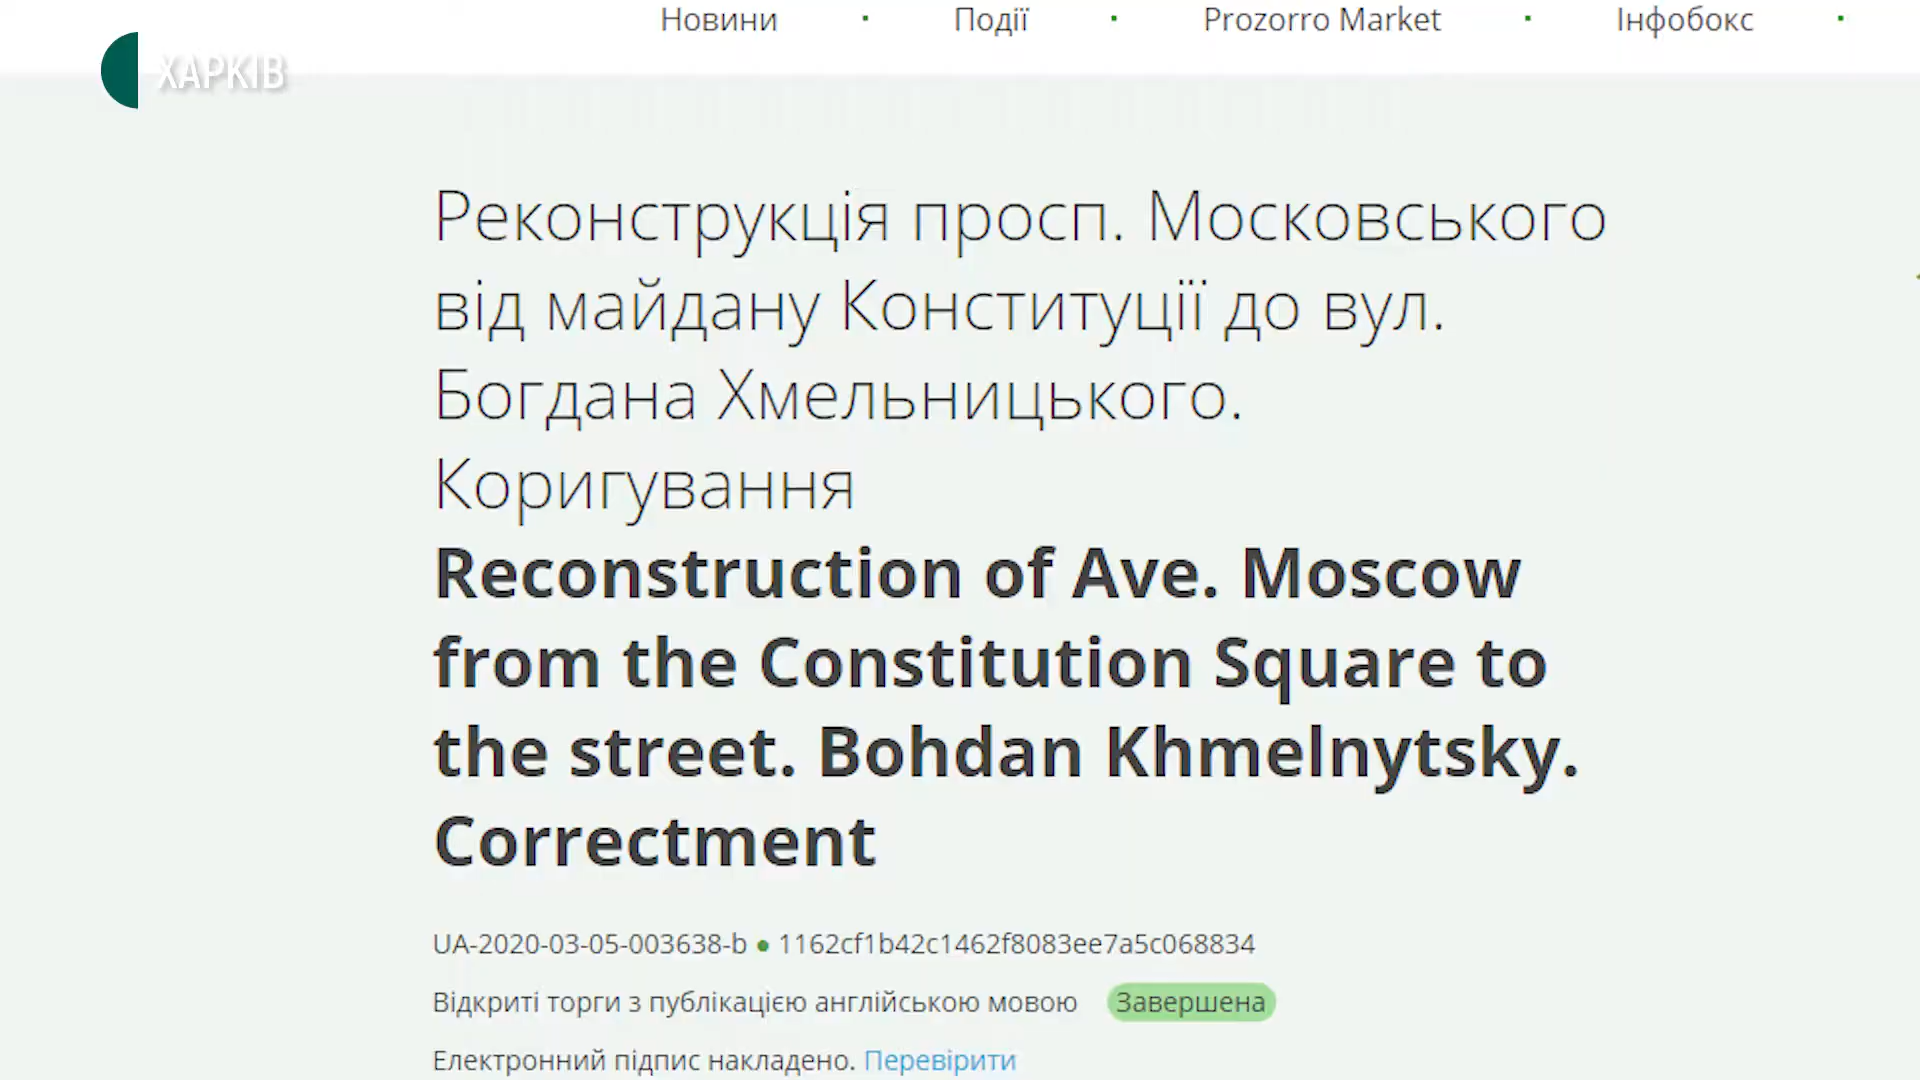 Новини · Події · Prozorro Market · Інфобокс ·
ХАРКІВ
Реконструкція просп. Московського
від майдану Конституції до вул.
Богдана Хмельницького.
Коригування
Reconstruction of Ave. Moscow
from the Constitution Square to
the street. Bohdan Khmelnytsky.
Correctment
UA-2020-03-05-003638-b ● 1162cf1b42c1462f8083ee7a5c068834
Відкриті торги з публікацією англійською мовою Завершена
Електронний підпис накладено. Перевірити